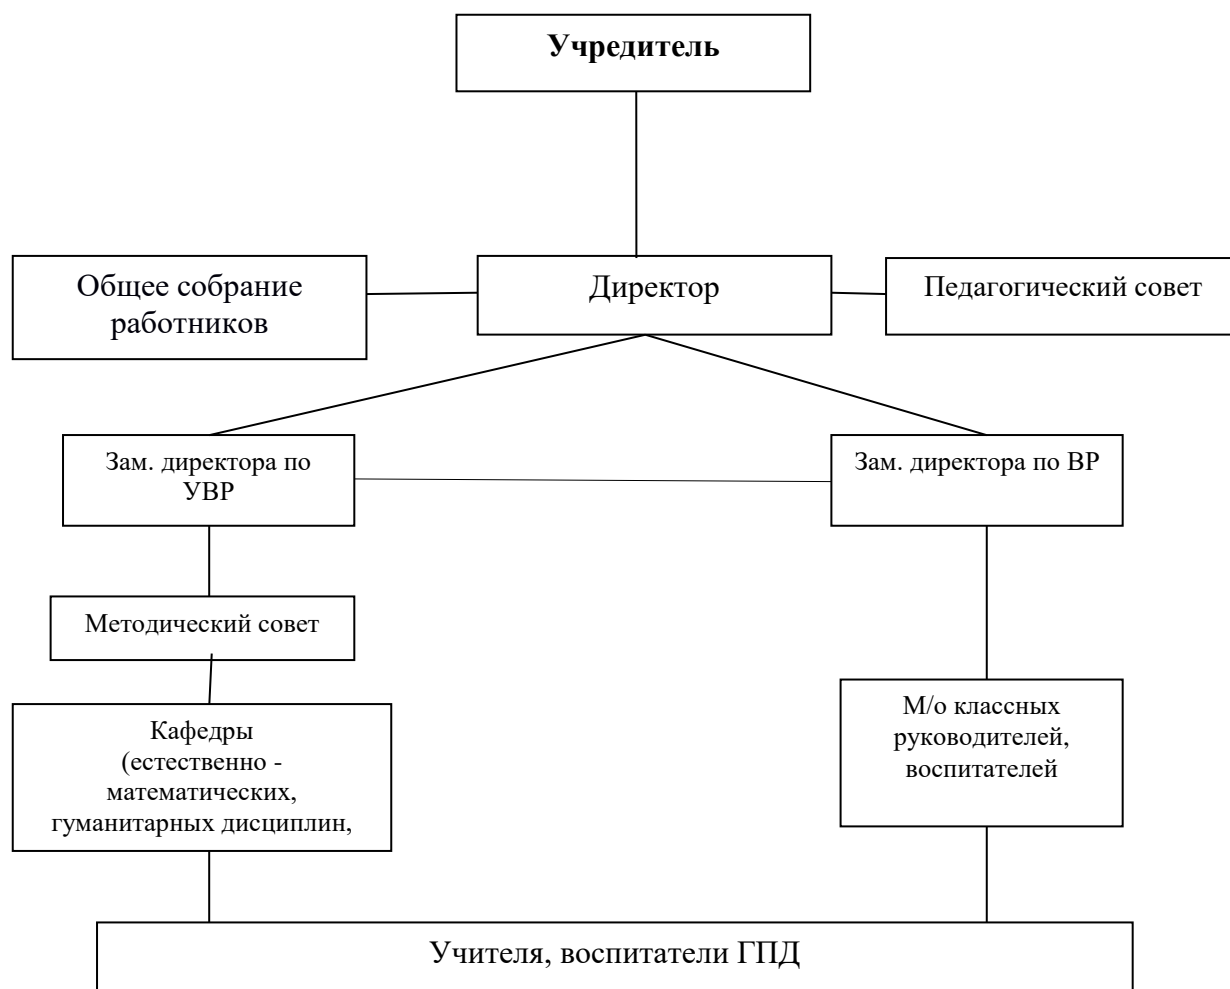 Учредитель
Общее собрание
работников
Директор
Педагогический совет
Зам. директора по
УВР
Зам. директора по ВР
Методический совет
Кафедры
(естественно -
математических,
гуманитарных дисциплин,
М/о классных
руководителей,
воспитателей
Учителя, воспитатели ГПД